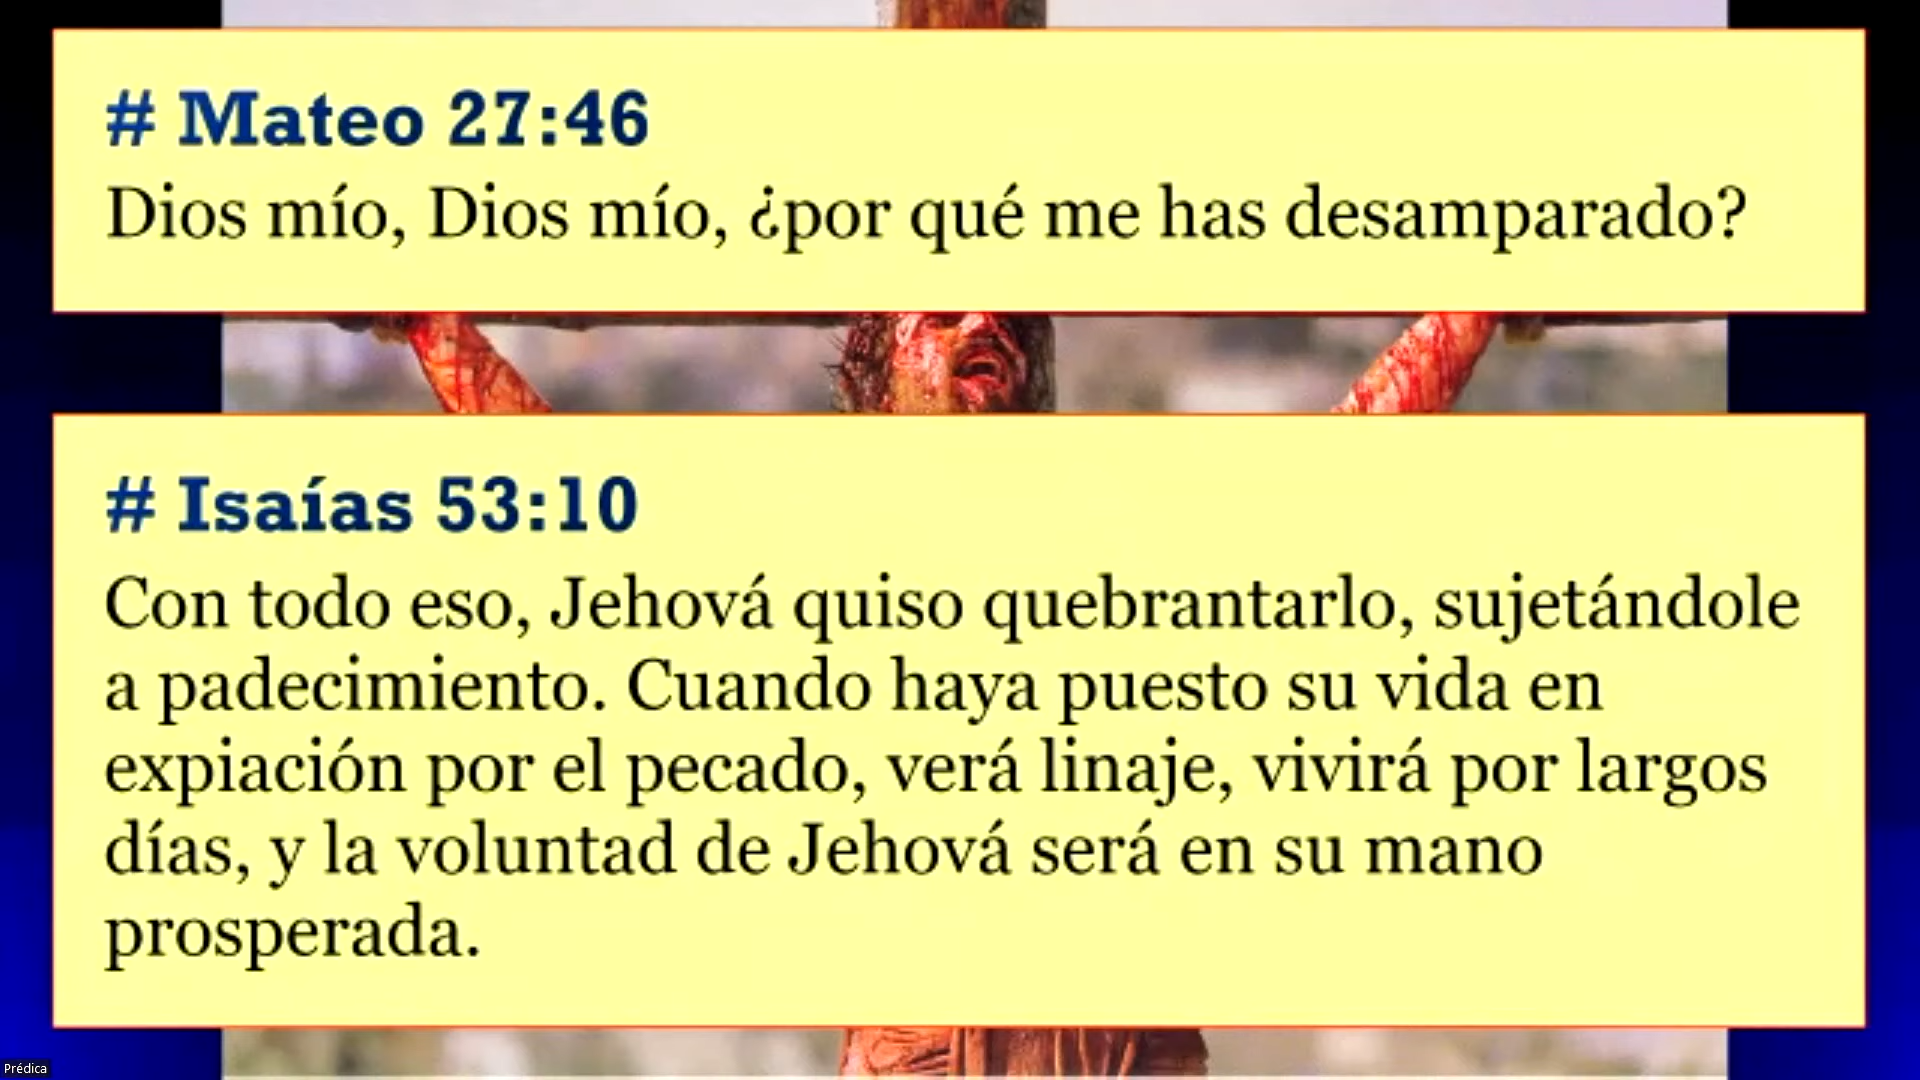 # Mateo 27:46
Dios mío, Dios mío, ¿por qué me has desamparado?
# Isaías 53:10
Con todo eso, Jehová quiso quebrantarlo, sujetándole
a padecimiento. Cuando haya puesto su vida en
expiación por el pecado, verá linaje, vivirá por largos
días, y la voluntad de Jehová será en su mano
prosperada.
Prédica